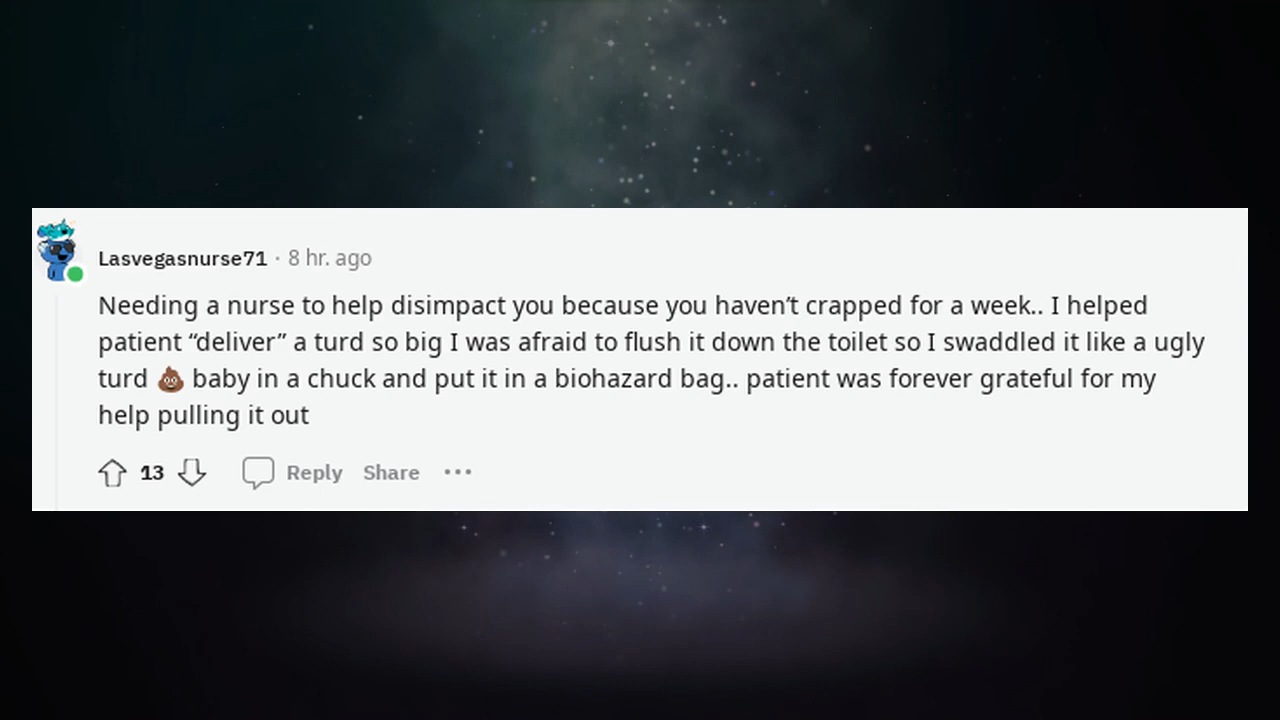 Lasvegasnurse71 · 8 hr. ago
Needing a nurse to help disimpact you because you haven’t crapped for a week.. I helped
patient “deliver” a turd so big I was afraid to flush it down the toilet so I swaddled it like a ugly
turd 💩 baby in a chuck and put it in a biohazard bag.. patient was forever grateful for my
help pulling it out
13 Reply Share •••